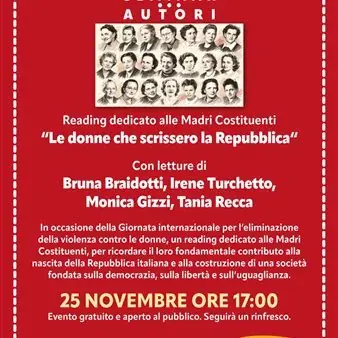 AUTORI
Reading dedicato alle Madri Costituenti
“Le donne che scrissero la Repubblica“
Con letture di
Bruna Braidotti, Irene Turchetto,
Monica Gizzi, Tania Recca
In occasione della Giornata internazionale per l'eliminazione
della violenza contro le donne, un reading dedicato alle Madri
Costituenti, per ricordare il loro fondamentale contributo alla
nascita della Repubblica italiana e alla costruzione di una società
fondata sulla democrazia, sulla libertà e sull'uguaglianza.
25 NOVEMBRE ORE 17:00
Evento gratuito e aperto al pubblico. Seguirà un rinfresco.